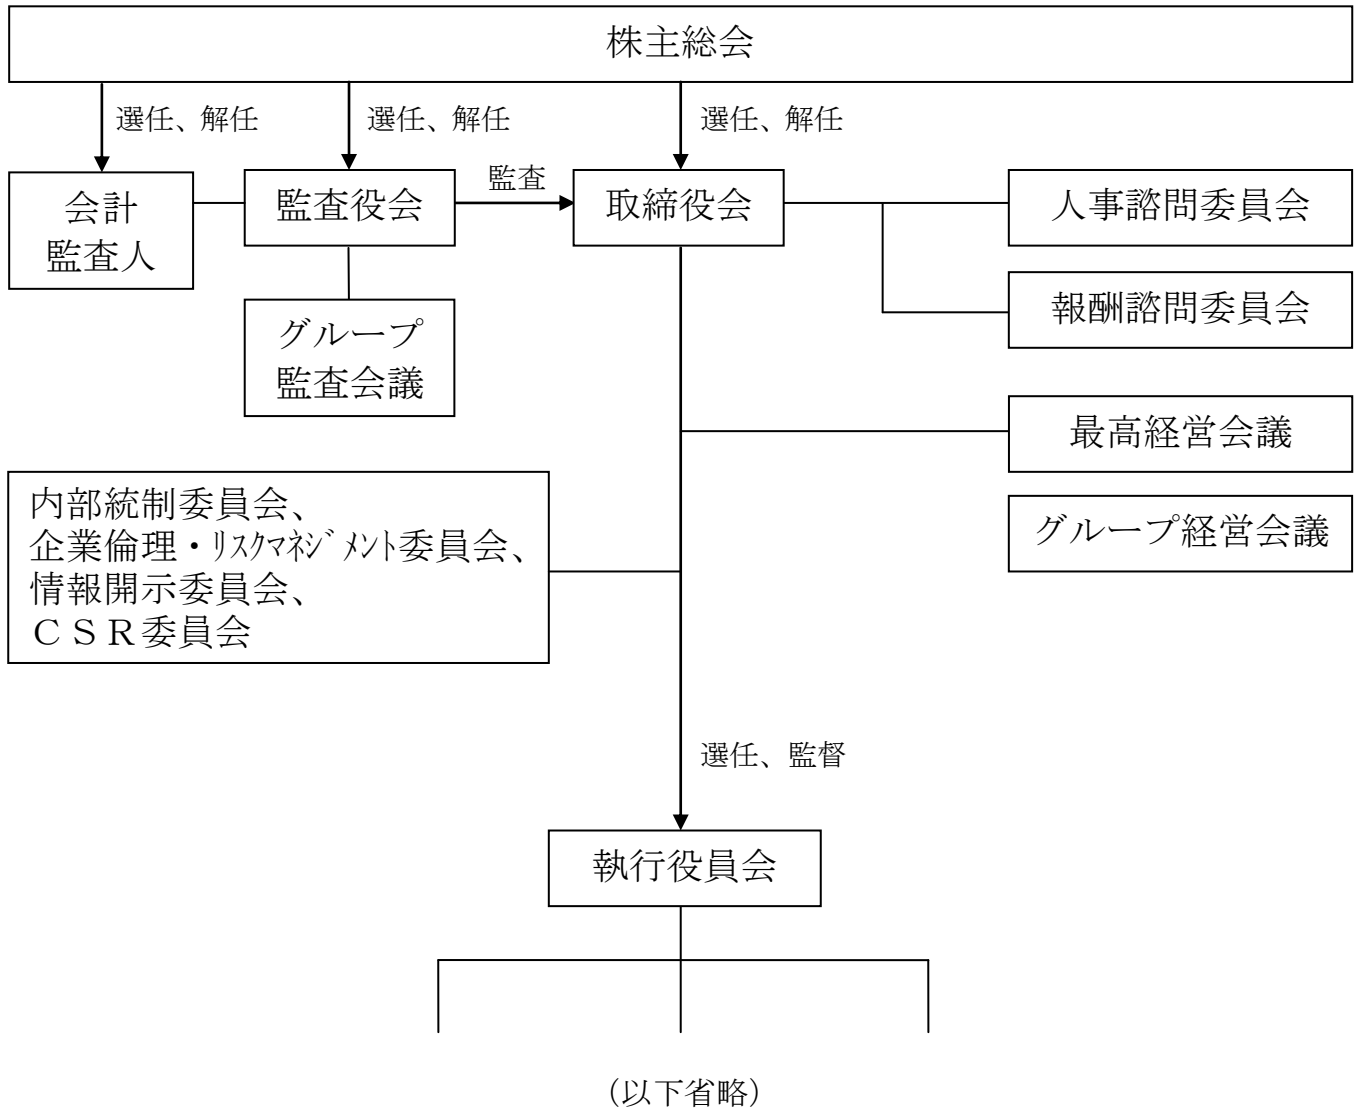 株主総会
選任、解任
選任、解任
選任、解任
会計
監査人
監査役会
監査
取締役会
人事諮問委員会
報酬諮問委員会
グループ
監査会議
最高経営会議
グループ経営会議
内部統制委員会、
企業倫理・ﾘｽｸﾏﾈｼﾞﾒﾝﾄ委員会、
情報開示委員会、
ＣＳＲ委員会
選任、監督
執行役員会
（以下省略）